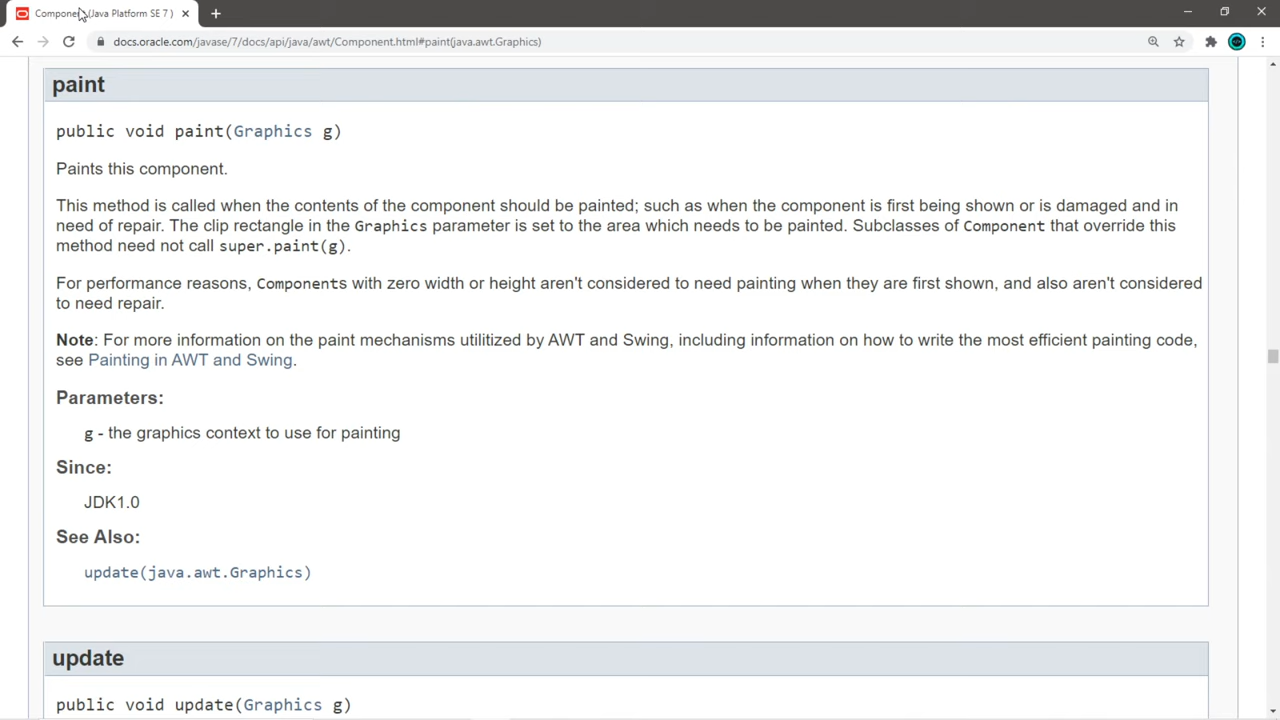 Componen (Java Platform SE 7 )
docs.oracle.com/javase/7/docs/api/java/awt/Component.html#paint(java.awt.Graphics)
paint
public void paint(Graphics g)
Paints this component.
This method is called when the contents of the component should be painted; such as when the component is first being shown or is damaged and in
need of repair. The clip rectangle in the Graphics parameter is set to the area which needs to be painted. Subclasses of Component that override this
method need not call super.paint(g).
For performance reasons, Components with zero width or height aren't considered to need painting when they are first shown, and also aren't considered
to need repair.
Note: For more information on the paint mechanisms utilitized by AWT and Swing, including information on how to write the most efficient painting code,
see Painting in AWT and Swing.
Parameters:
g - the graphics context to use for painting
Since:
JDK1.0
See Also:
update(java.awt.Graphics)
update
public void update(Graphics g)